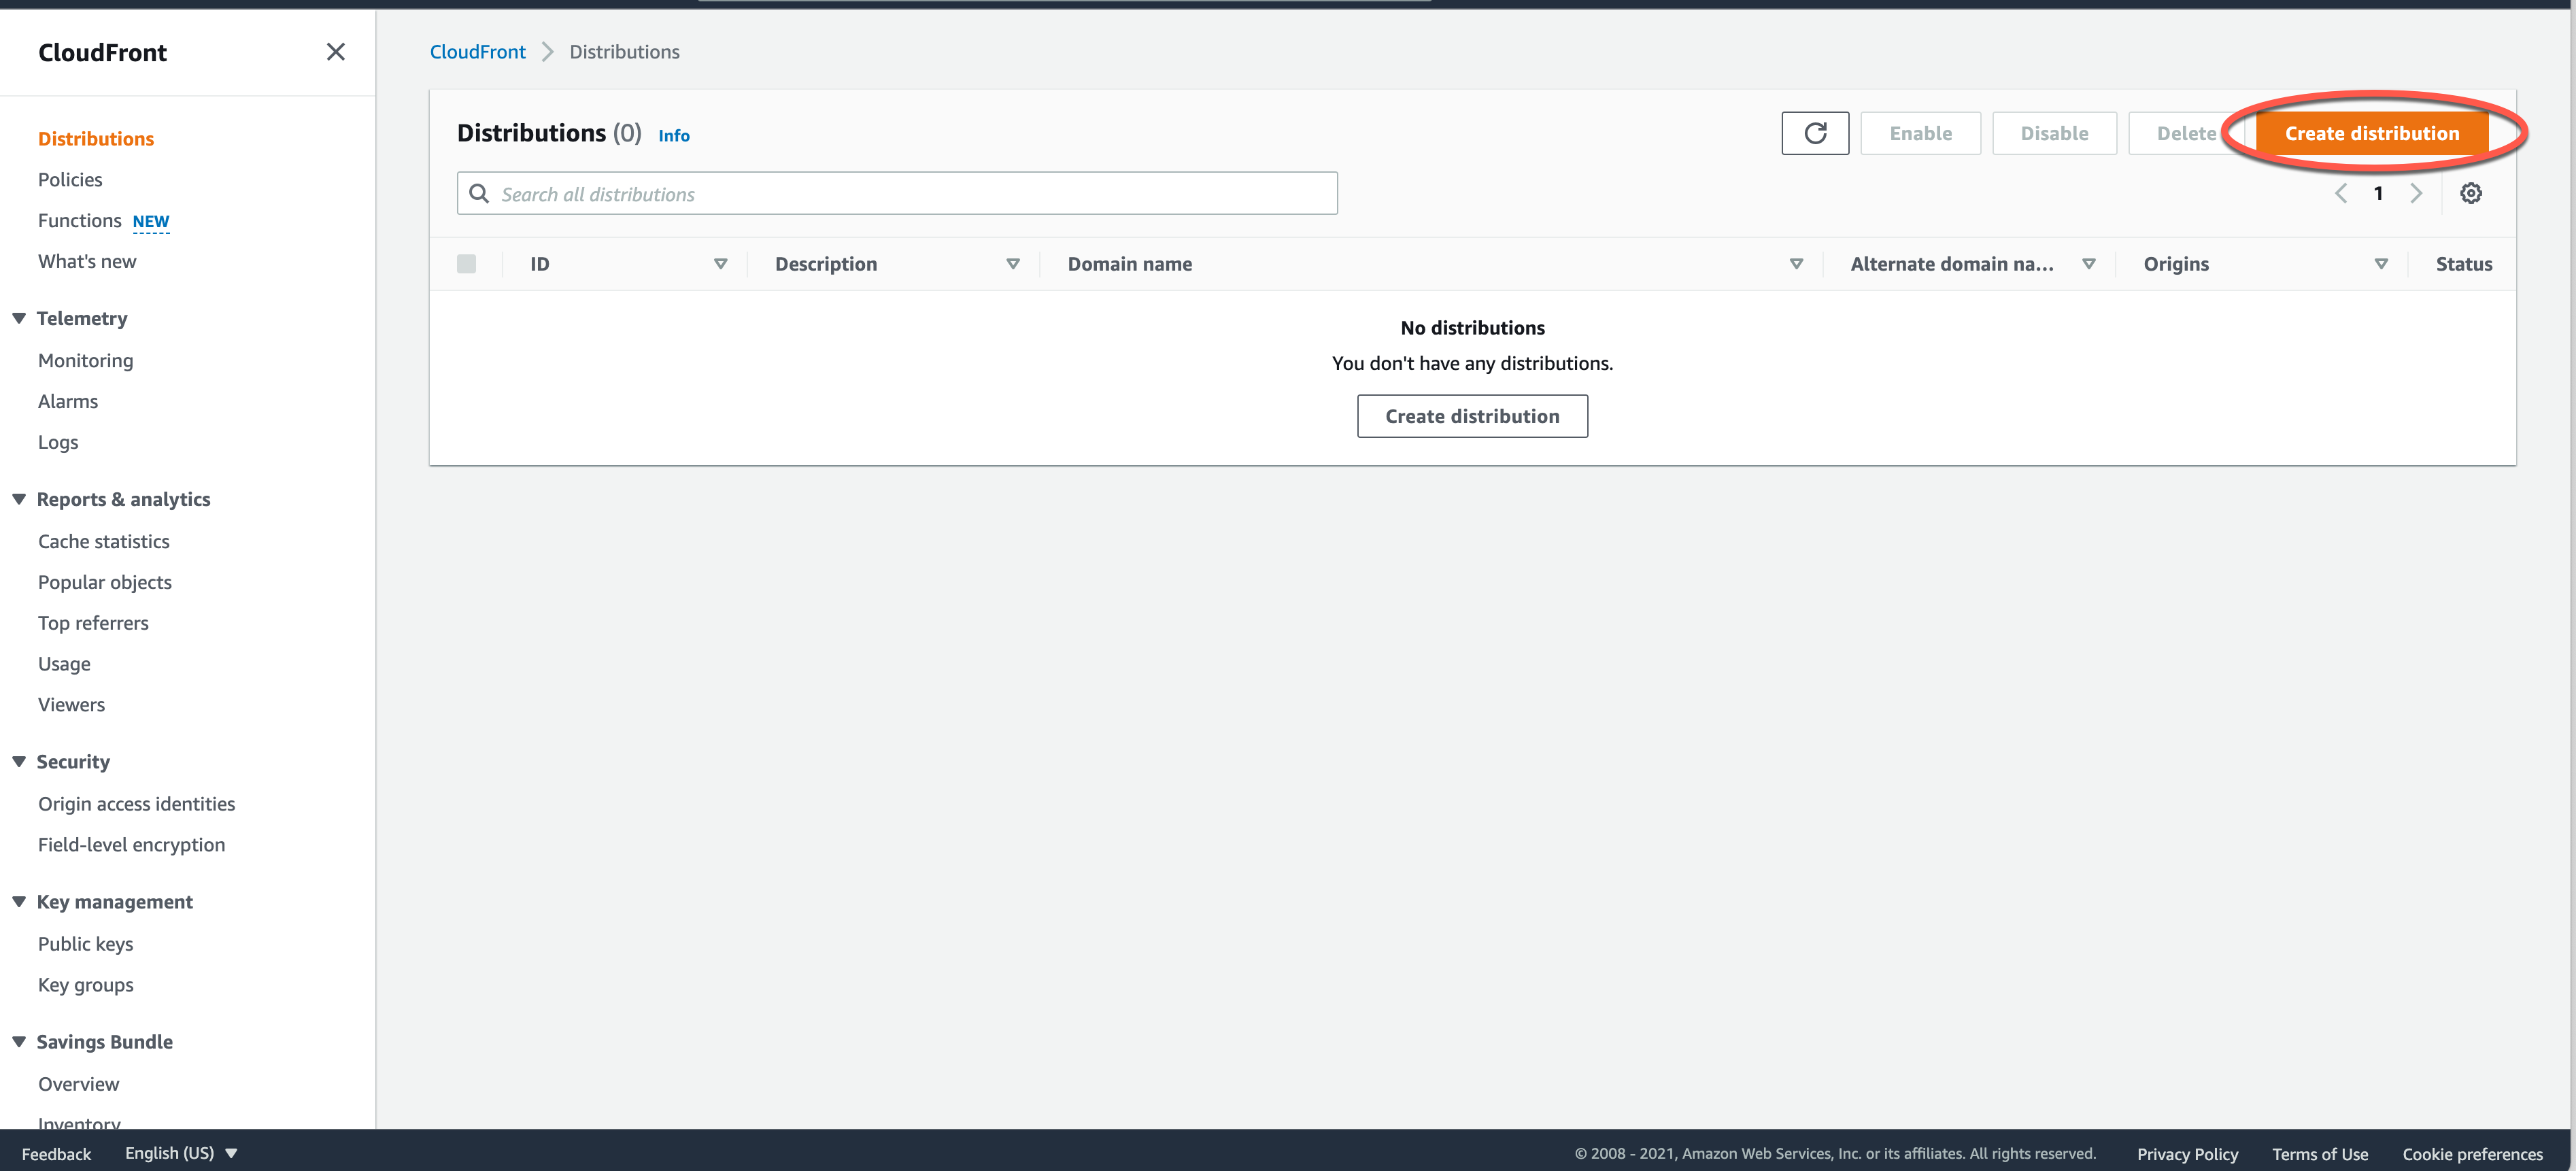 CloudFront
Distributions
Policies
Functions NEW
What's new
Telemetry
Monitoring
Alarms
Logs
Reports & analytics
Cache statistics
Popular objects
Top referrers
Usage
Viewers
Security
Origin access identities
Field-level encryption
Key management
Public keys
Key groups
Savings Bundle
Overview
Inventory
CloudFront Distributions
Distributions (0) Info
Enable Disable Delete Create distribution
Search all distributions
1
ID Description Domain name Alternate domain na... Origins Status
No distributions
You don't have any distributions.
Create distribution
Feedback English (US) © 2008 - 2021, Amazon Web Services, Inc. or its affiliates. All rights reserved. Privacy Policy Terms of Use Cookie preferences